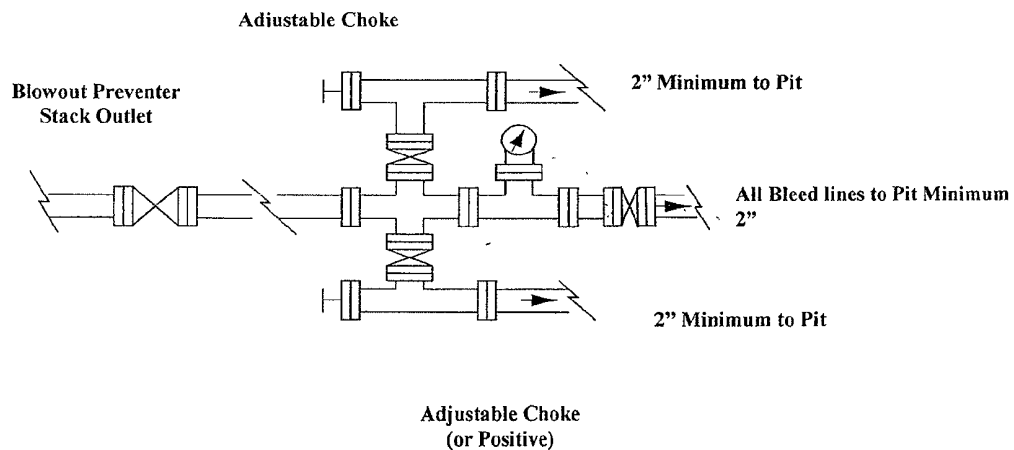 Adjustable Choke
Blowout Preventer
Stack Outlet
2” Minimum to Pit
All Bleed lines to Pit Minimum
2”
2” Minimum to Pit
Adjustable Choke
(or Positive)